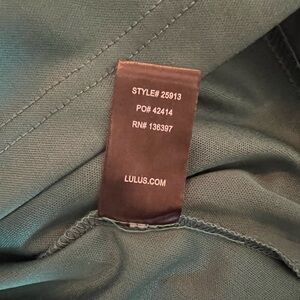 STYLE# 25913
PO# 42414
RN# 136397
LULUS.COM